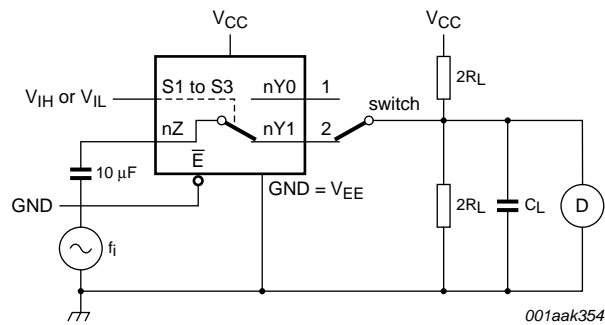 VCC
VCC
S1 to S3
nY0
1
2RL
VIH or VIL
switch
nZ
nY1
2
E
10 μF
GND = VEE
GND
2RL
CL
D
fi
001aak354